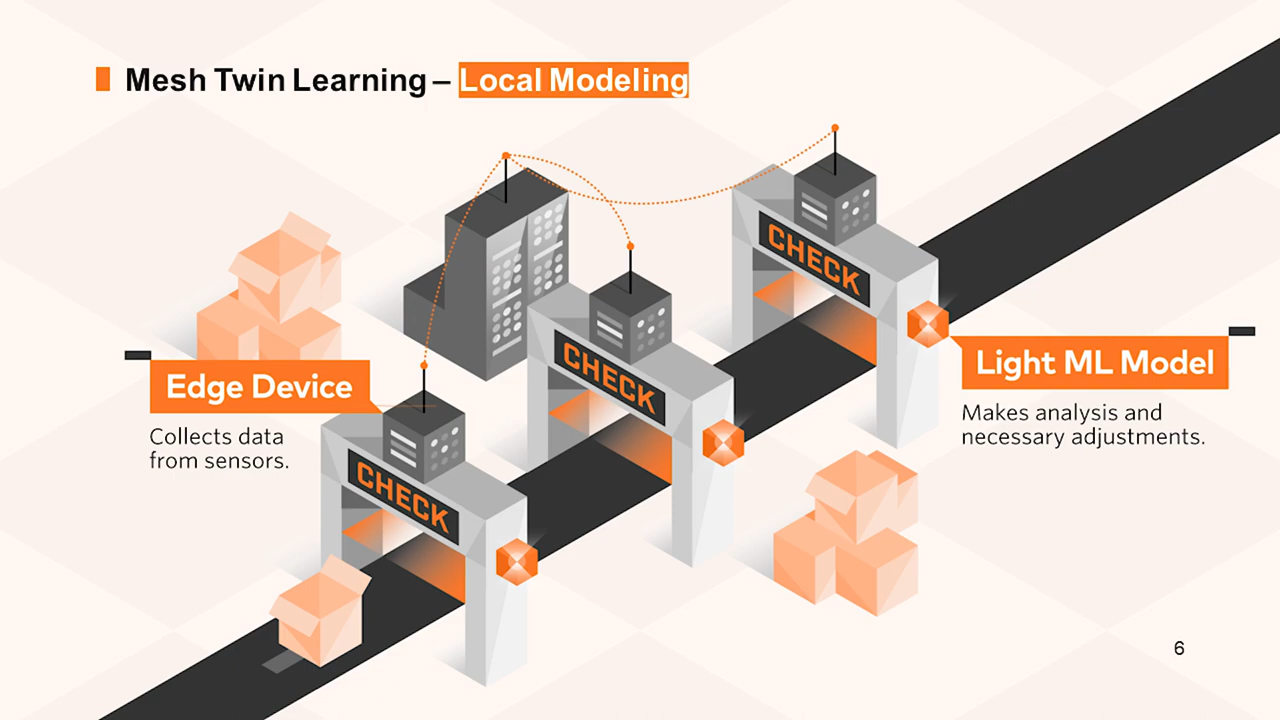 Mesh Twin Learning – Local Modeling
CHECK
CHECK
CHECK
Edge Device
Collects data
from sensors.
Light ML Model
Makes analysis and
necessary adjustments.
6